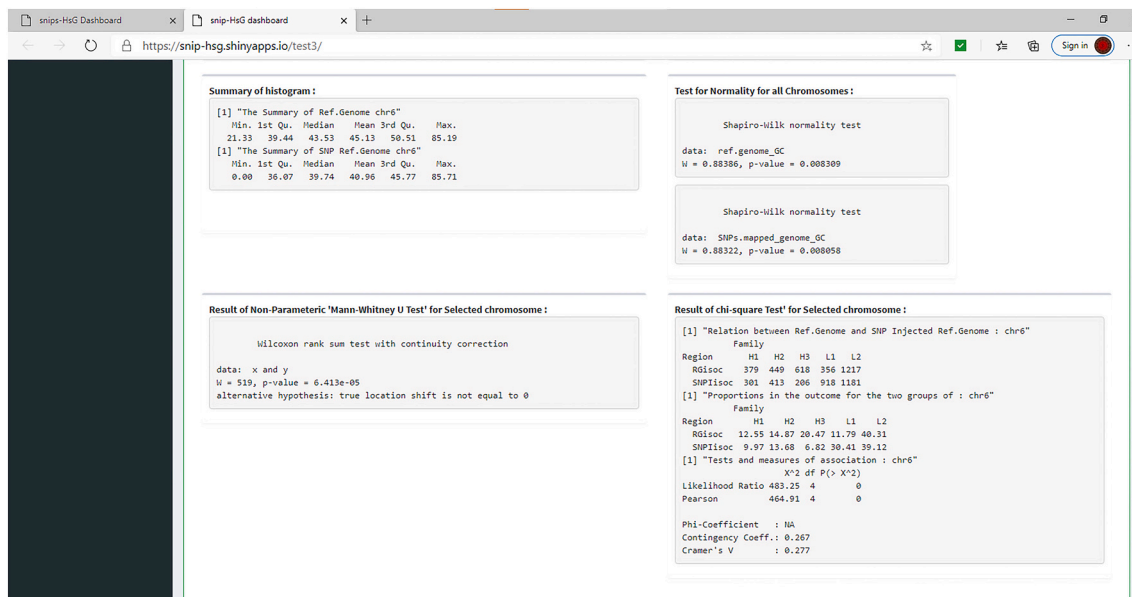 snips-HsG Dashboard
snip-HsG dashboard
https://snip-hsg.shinyapps.io/test3/
Sign in
Summary of histogram :
[1] "The Summary of Ref.Genome chr6"
Min. 1st Qu. Median Mean 3rd Qu. Max.
21.33 39.44 43.53 45.13 50.51 85.19
[1] "The Summary of SNP Ref.Genome chr6"
Min. 1st Qu. Median Mean 3rd Qu. Max.
0.00 36.07 39.74 40.96 45.77 85.71
Test for Normality for all Chromosomes :
Shapiro-Wilk normality test
data: ref.genome_GC
W = 0.88386, p-value = 0.008309
Shapiro-Wilk normality test
data: SNPs.mapped_genome_GC
W = 0.88322, p-value = 0.008058
Result of Non-Parameteric 'Mann-Whitney U Test' for Selected chromosome :
Wilcoxon rank sum test with continuity correction
data: x and y
W = 519, p-value = 6.413e-05
alternative hypothesis: true location shift is not equal to 0
Result of chi-square Test' for Selected chromosome :
[1] "Relation between Ref.Genome and SNP Injected Ref.Genome : chr6"
Family
Region H1 H2 H3 L1 L2
RGisoc 379 449 618 356 1217
SNPIisoc 301 413 206 918 1181
[1] "Proportions in the outcome for the two groups of : chr6"
Family
Region H1 H2 H3 L1 L2
RGisoc 12.55 14.87 20.47 11.79 40.31
SNPIisoc 9.97 13.68 6.82 30.41 39.12
[1] "Tests and measures of association : chr6"
X^2 df P(> X^2)
Likelihood Ratio 483.25 4 0
Pearson 464.91 4 0
Phi-Coefficient : NA
Contingency Coeff.: 0.267
Cramer's V : 0.277